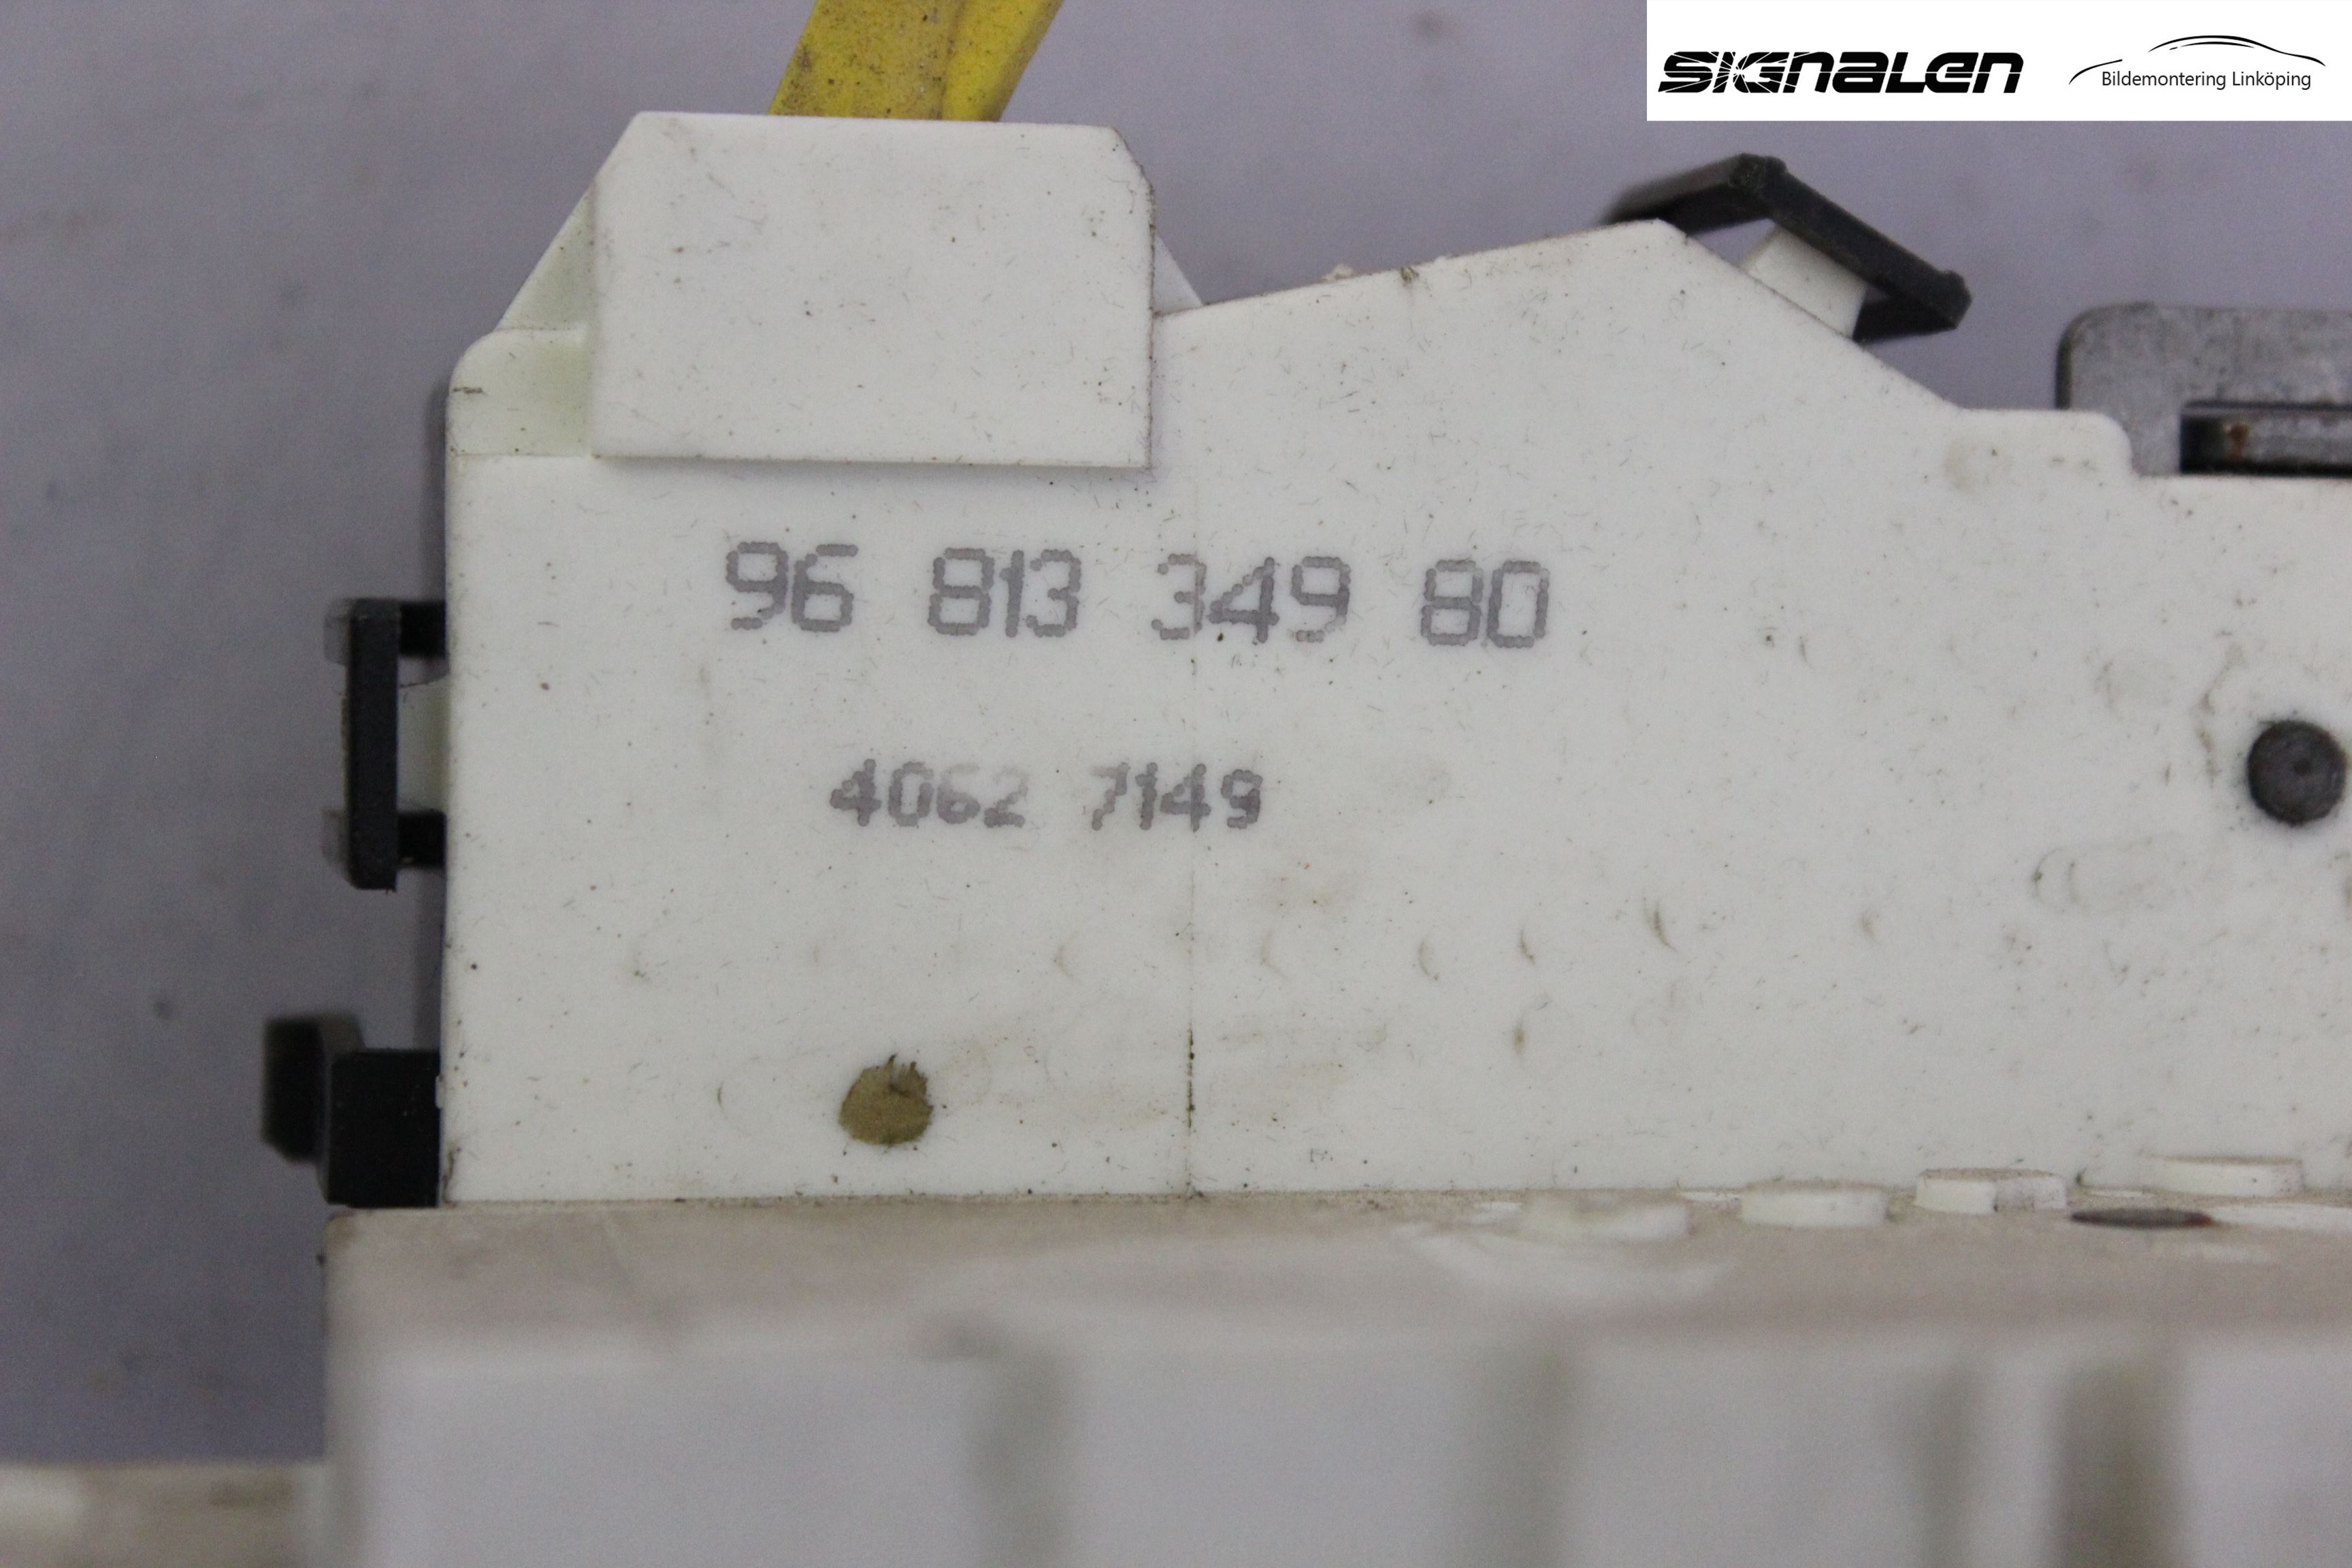 SIGNALEN
Bildemontering Linköping
96 813 349 80
4062 7149